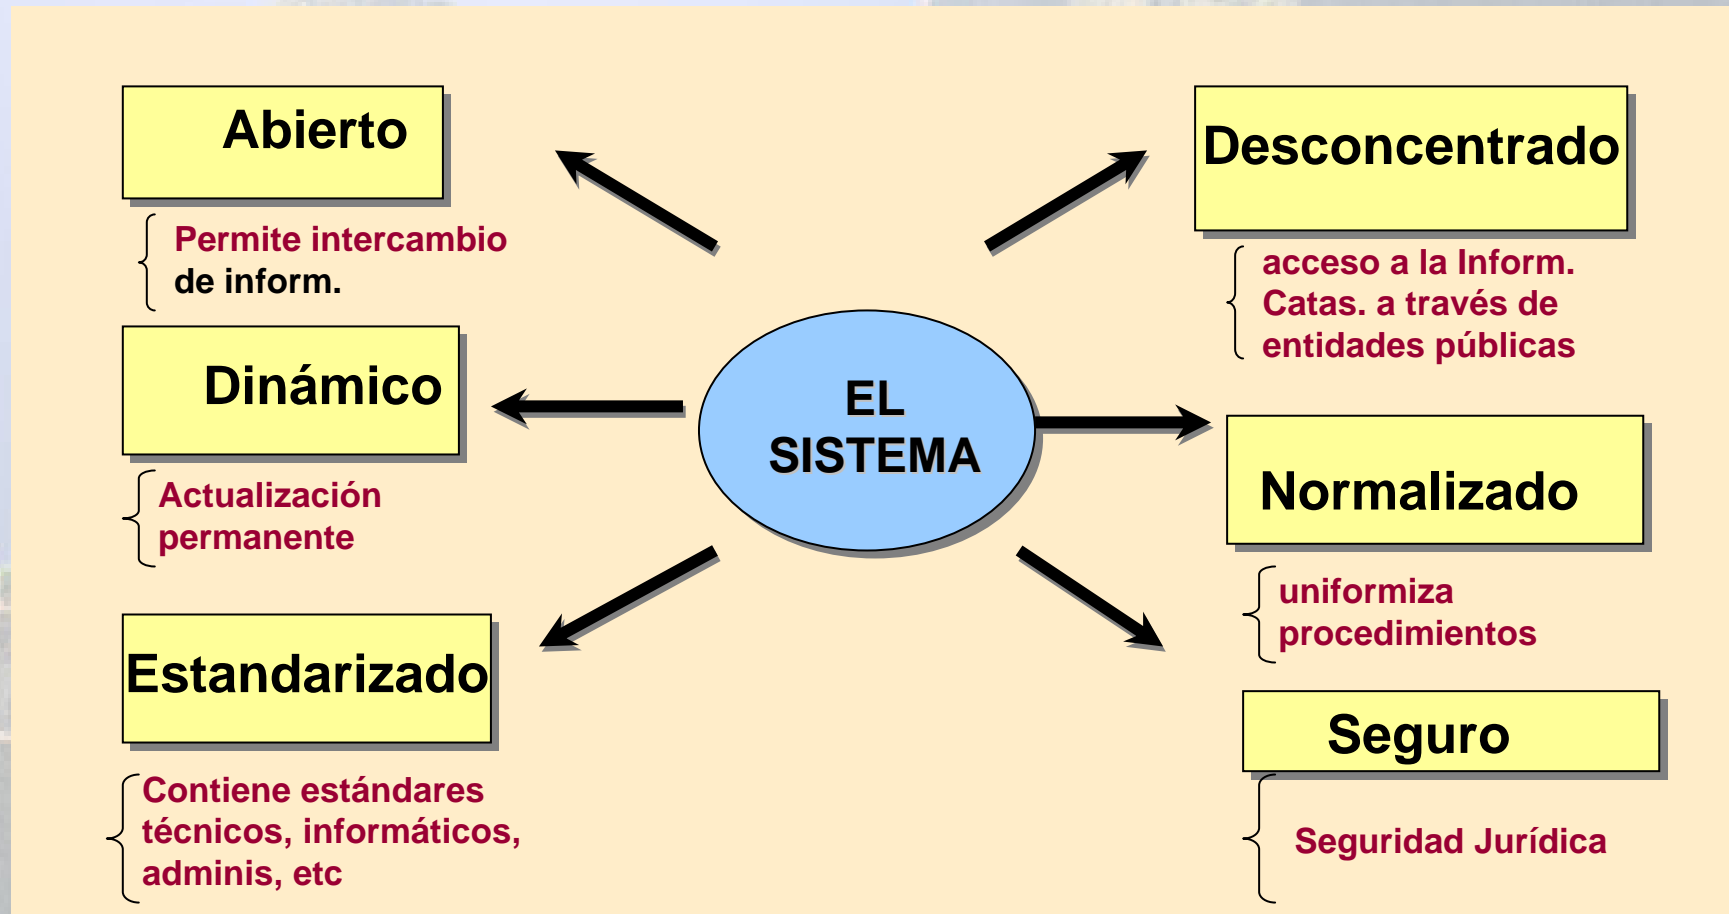 Abierto
Permite intercambio
de inform.
Dinámico
Actualización
permanente
Estandarizado
Contiene estándares
técnicos, informáticos,
adminis, etc
EL
SISTEMA
Desconcentrado
acceso a la Inform.
Catas. a través de
entidades públicas
Normalizado
uniformiza
procedimientos
Seguro
Seguridad Jurídica